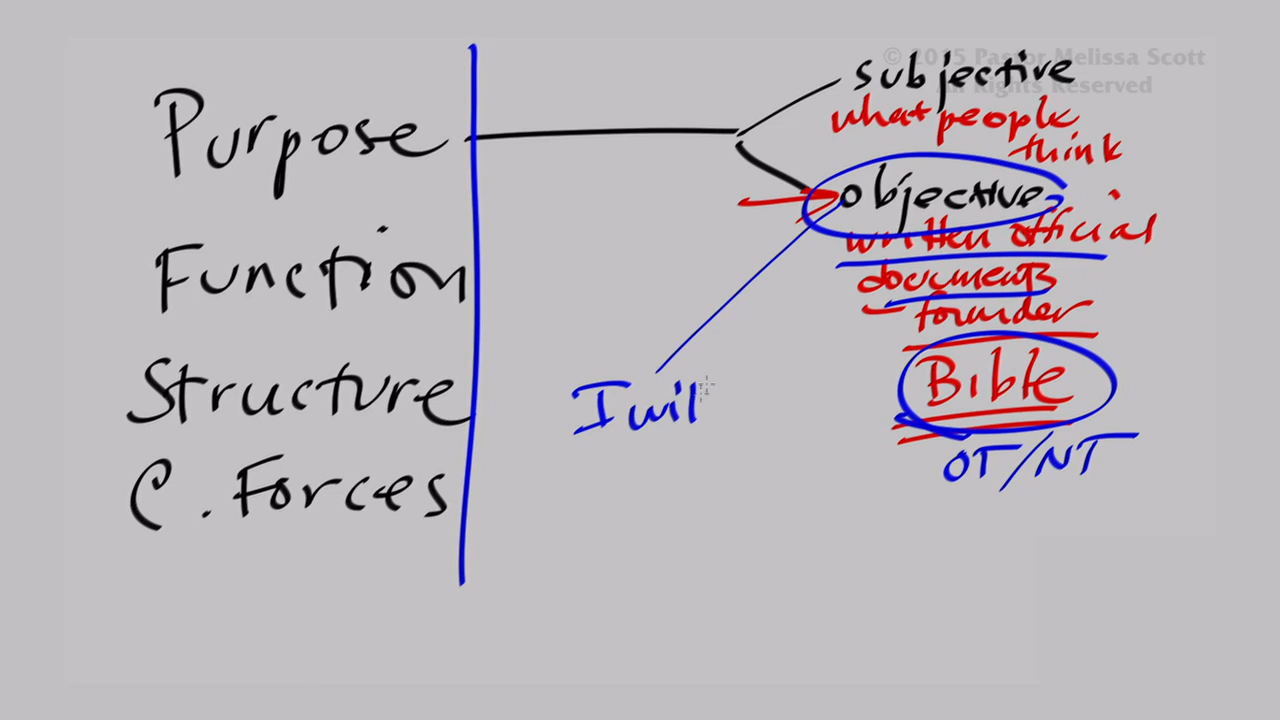 © 2015 Pastor Melissa Scott
All Rights Reserved
subjective
what people
think
Purpose
objective
written official
documents
founder
Function
Bible
Structure
I wil
OT/NT
C. Forces